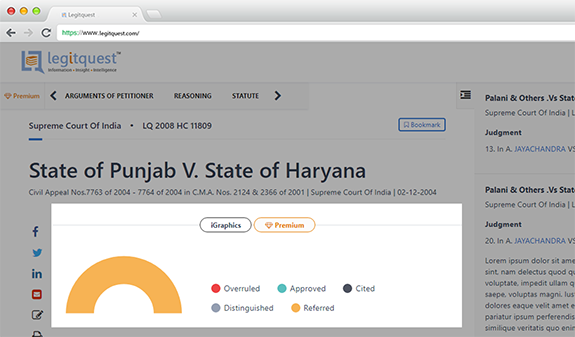 Legitquest
https://www.legitquest.com/
legitquest™
Information • Insight • Intelligence
Premium
ARGUMENTS OF PETITIONER
REASONING
STATUTE
Supreme Court Of India • LQ 2008 HC 11809
Bookmark
State of Punjab V. State of Haryana
Civil Appeal Nos.7763 of 2004 - 7764 of 2004 in C.M.A. Nos. 2124 & 2366 of 2001 | Supreme Court Of India | 02-12-2004
iGraphics
Premium
Overruled
Approved
Cited
Distinguished
Referred
Palani & Others .Vs Stat
Supreme Court Of India | L
Judgment
13. In A. JAYACHANDRA VS
Palani & Others .Vs Stat
Supreme Court Of India | L
Judgment
20. In A. JAYACHANDRA VS
Lorem ipsum dolor sit ame
sint, nam delectus quod qu
voluptate, impedit ullam q
saepe, voluptas magni. Iust
dolores eaque velit amet e
pariatur ipsum perferendis
similique veritatis quo enim